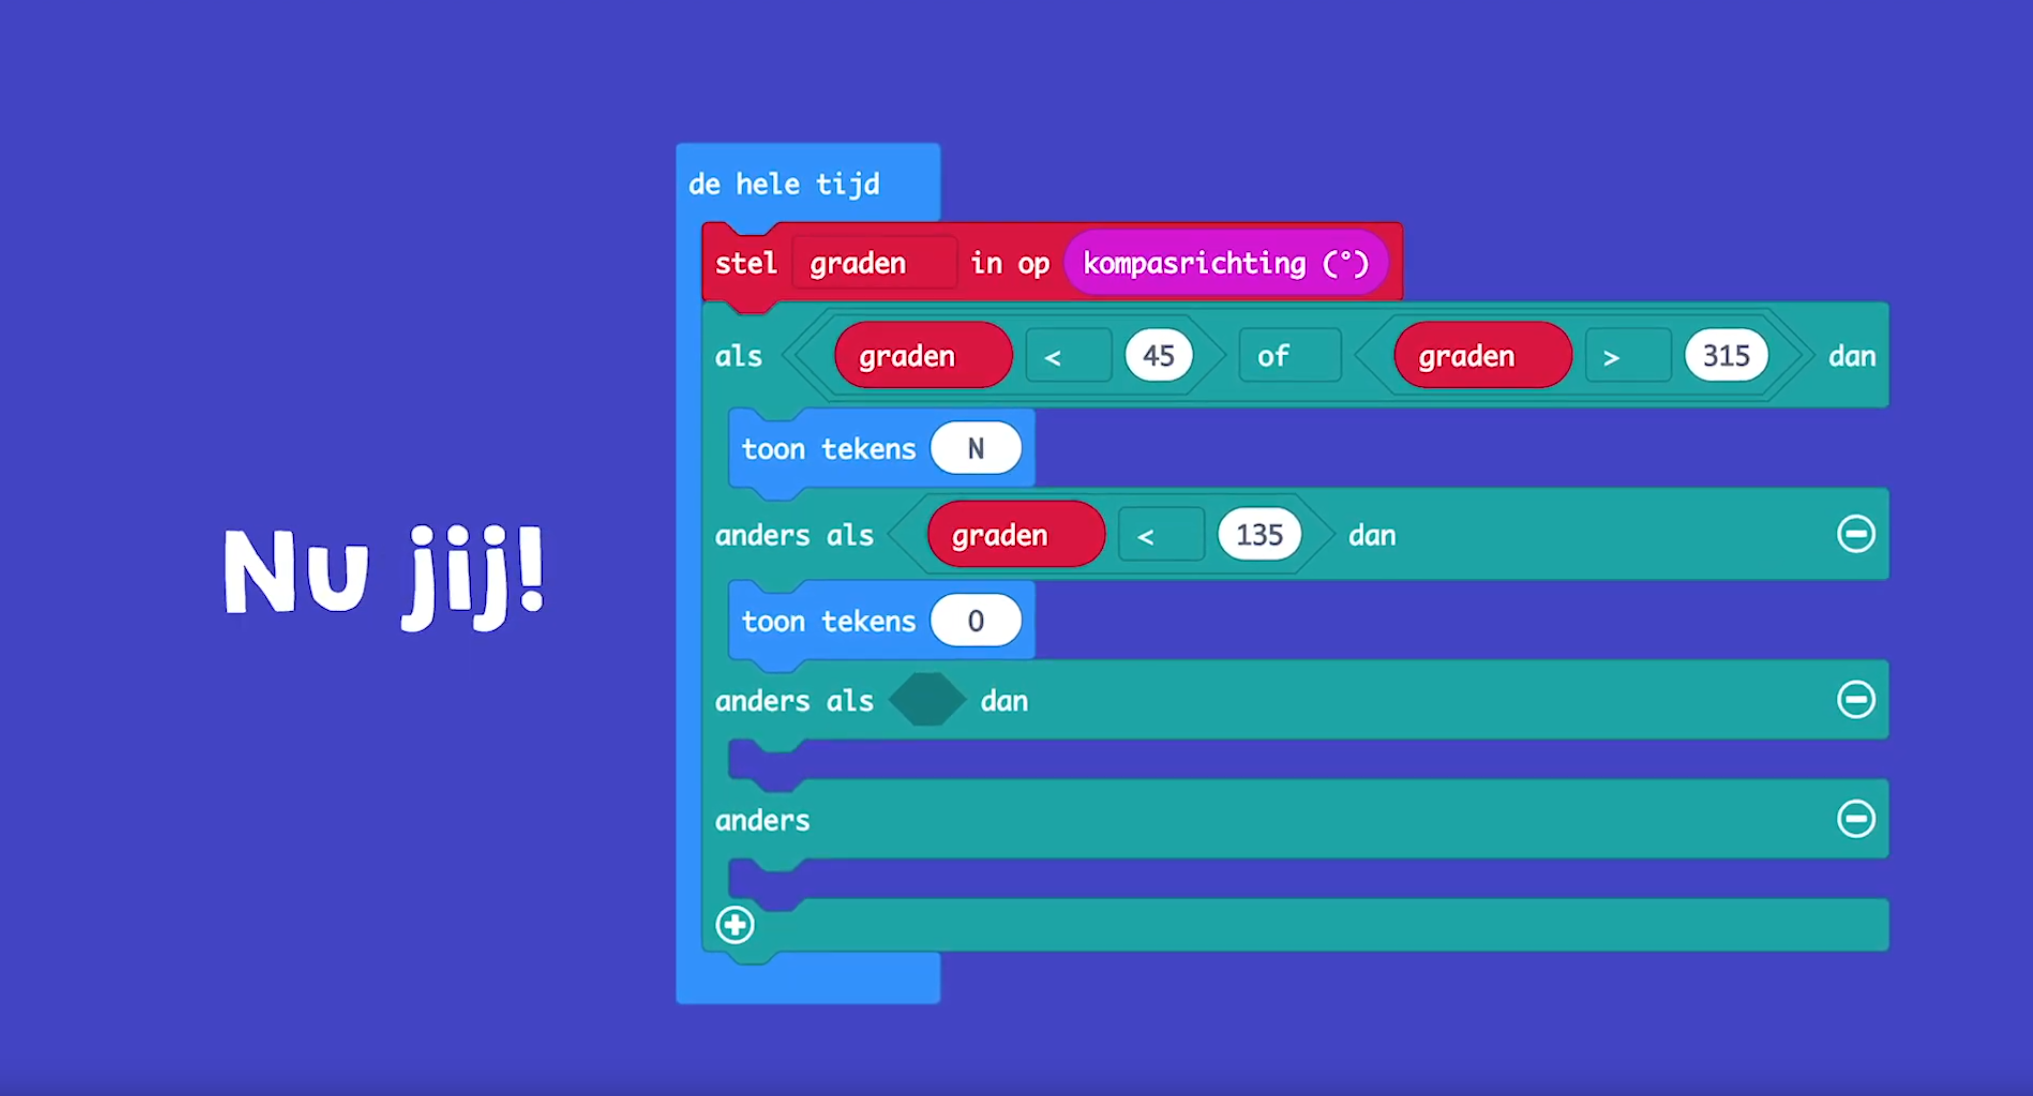 Nu jij!
de hele tijd
stel graden in op kompasrichting (°)
als graden < 45 of graden > 315 dan
toon tekens N
anders als graden < 135 dan
toon tekens O
anders als dan
anders